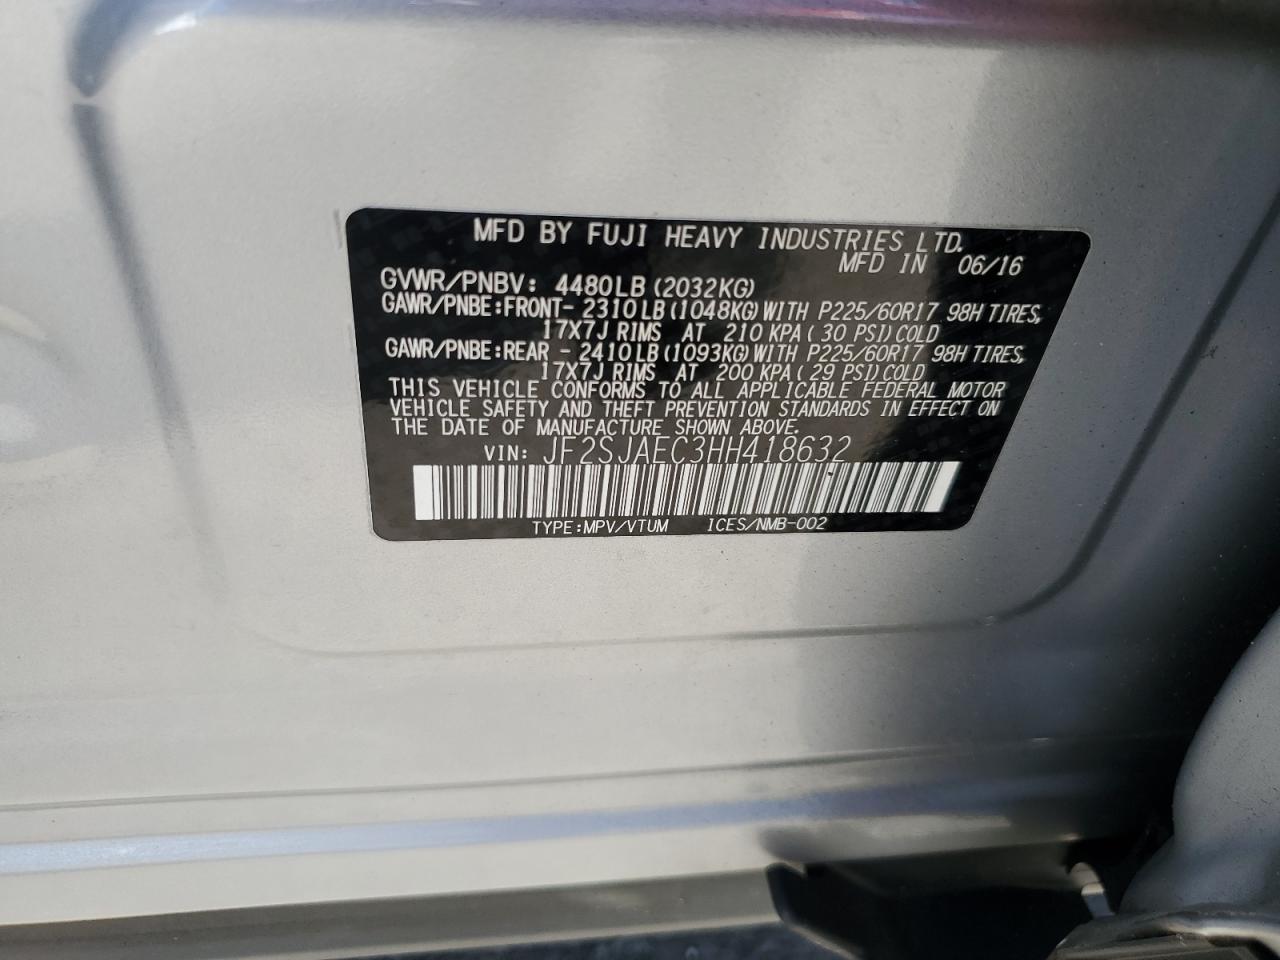 MFD BY FUJI HEAVY INDUSTRIES LTD.
MFD IN 06/16
GVWR/PNBV: 4480LB(2032KG)
GAWR/PNBE:FRONT- 2310LB(1048KG)WITH P225/60R17 98H TIRES,
17X7J RIMS AT 210 KPA(30 PSI)COLD
GAWR/PNBE:REAR - 2410LB(1093KG)WITH P225/60R17 98H TIRES,
17X7J RIMS AT 200 KPA(29 PSI)COLD
THIS VEHICLE CONFORMS TO ALL APPLICABLE FEDERAL MOTOR
VEHICLE SAFETY AND THEFT PREVENTION STANDARDS IN EFFECT ON
THE DATE OF MANUFACTURE SHOWN ABOVE.
VIN: JF2SJAEC3HH418632
TYPE:MPV/VTUM ICES/NMB-002